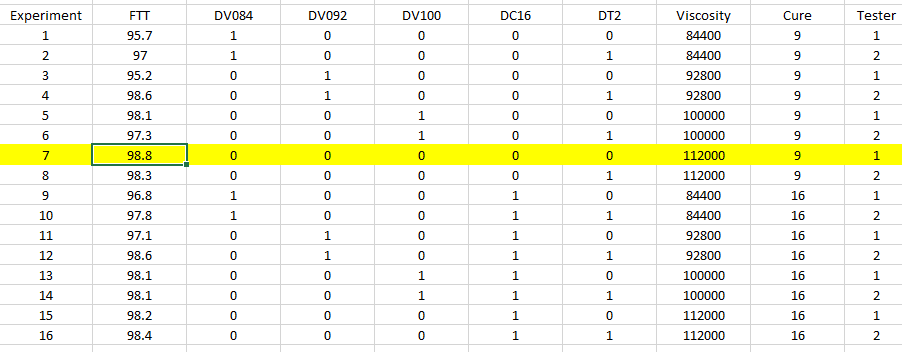 Experiment FTT DV084 DV092 DV100 DC16 DT2 Viscosity Cure Tester
1 95.7 1 0 0 0 0 84400 9 1
2 97 1 0 0 0 1 84400 9 2
3 95.2 0 1 0 0 0 92800 9 1
4 98.6 0 1 0 0 1 92800 9 2
5 98.1 0 0 1 0 0 100000 9 1
6 97.3 0 0 1 0 1 100000 9 2
7 98.8 0 0 0 0 0 112000 9 1
8 98.3 0 0 0 0 1 112000 9 2
9 96.8 1 0 0 1 0 84400 16 1
10 97.8 1 0 0 1 1 84400 16 2
11 97.1 0 1 0 1 0 92800 16 1
12 98.6 0 1 0 1 1 92800 16 2
13 98.1 0 0 1 1 0 100000 16 1
14 98.1 0 0 1 1 1 100000 16 2
15 98.2 0 0 0 1 0 112000 16 1
16 98.4 0 0 0 1 1 112000 16 2